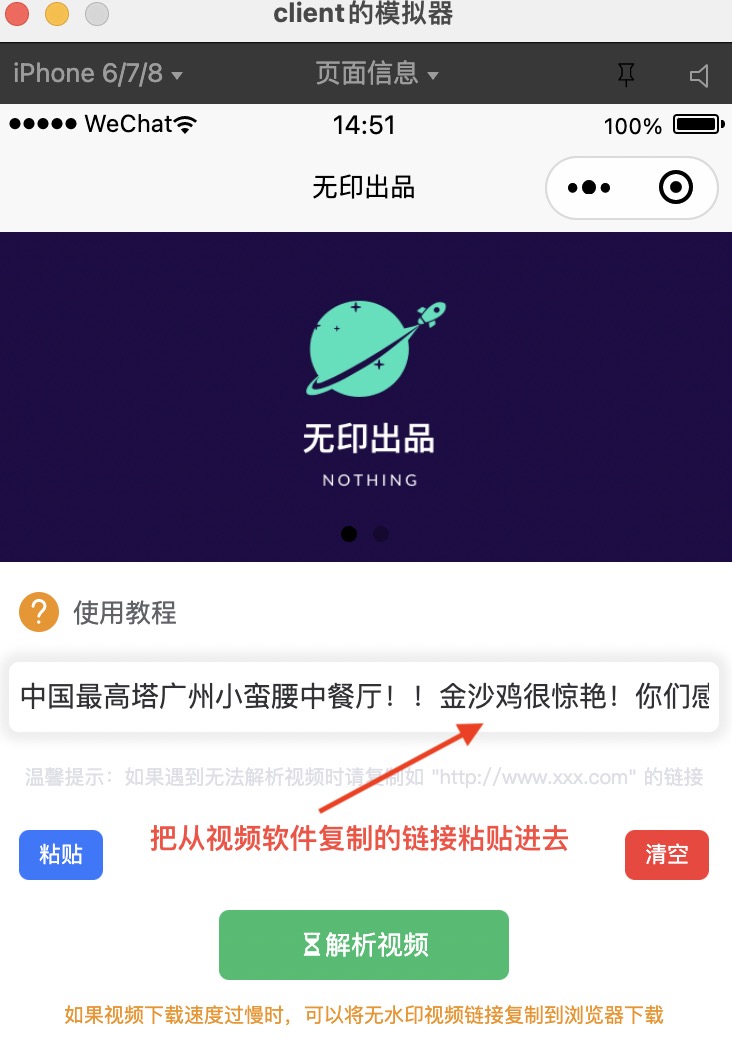 client的模拟器
iPhone 6/7/8 页面信息
WeChat 14:51 100%
无印出品
无印出品
NOTHING
? 使用教程
中国最高塔广州小蛮腰中餐厅！！金沙鸡很惊艳！你们感
温馨提示：如果遇到无法解析视频时请复制如 "http://www.xxx.com" 的链接
把从视频软件复制的链接粘贴进去
粘贴 清空
解析视频
如果视频下载速度过慢时，可以将无水印视频链接复制到浏览器下载